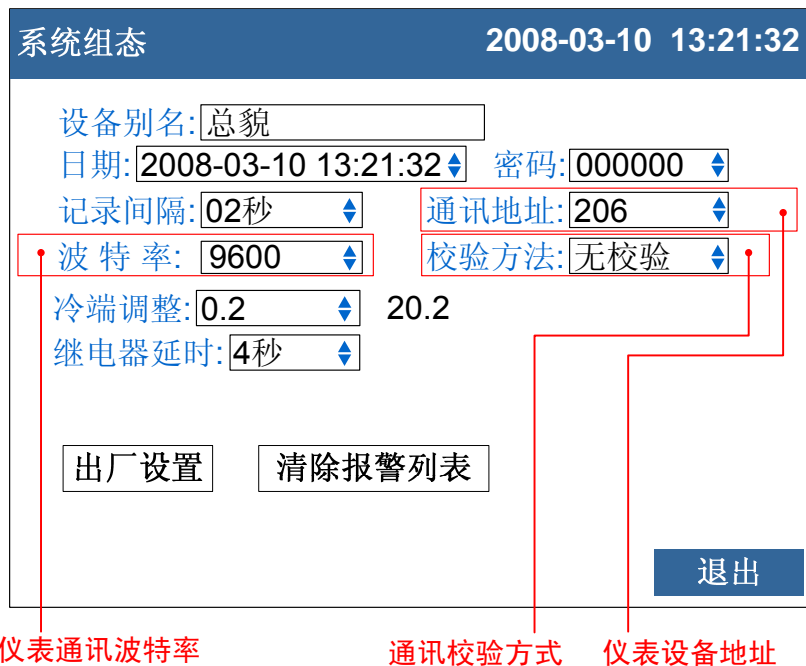 系统组态 2008-03-10 13:21:32
设备别名: 总貌
日期: 2008-03-10 13:21:32 密码: 000000
记录间隔: 02秒 通讯地址: 206
波特率: 9600 校验方法: 无校验
冷端调整: 0.2 20.2
继电器延时: 4秒
出厂设置 清除报警列表
退出
仪表通讯波特率 通讯校验方式 仪表设备地址